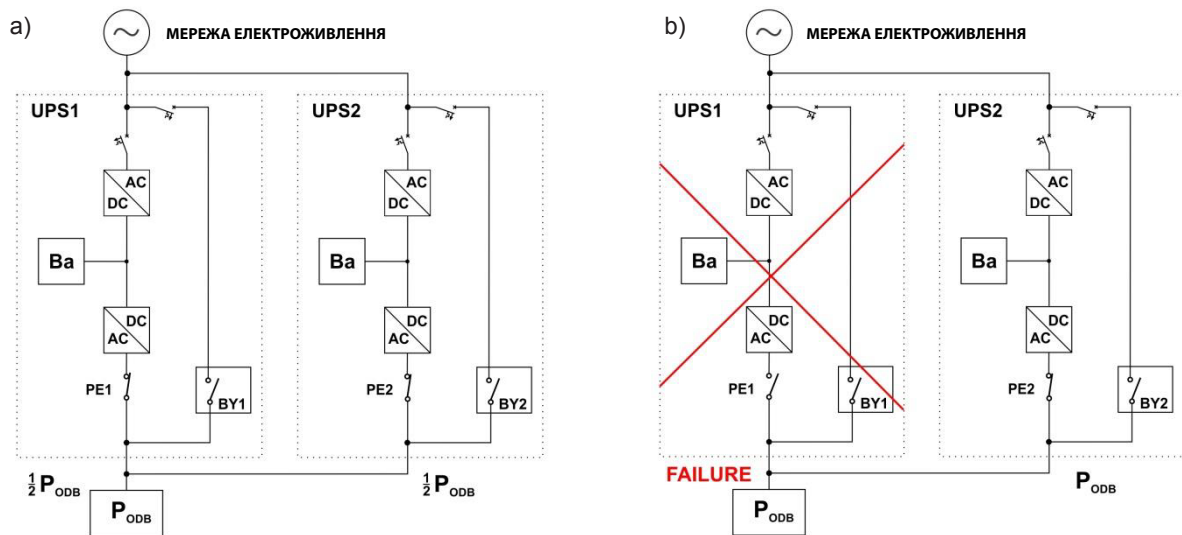 a)
МЕРЕЖА ЕЛЕКТРОЖИВЛЕННЯ
UPS1
UPS2
AC
DC
AC
DC
Ba
Ba
DC
AC
DC
AC
PE1
BY1
PE2
BY2
½ P ODB
½ P ODB
P ODB
b)
МЕРЕЖА ЕЛЕКТРОЖИВЛЕННЯ
UPS1
UPS2
AC
DC
AC
DC
Ba
Ba
DC
AC
DC
AC
PE1
BY1
PE2
BY2
FAILURE
P ODB
P ODB